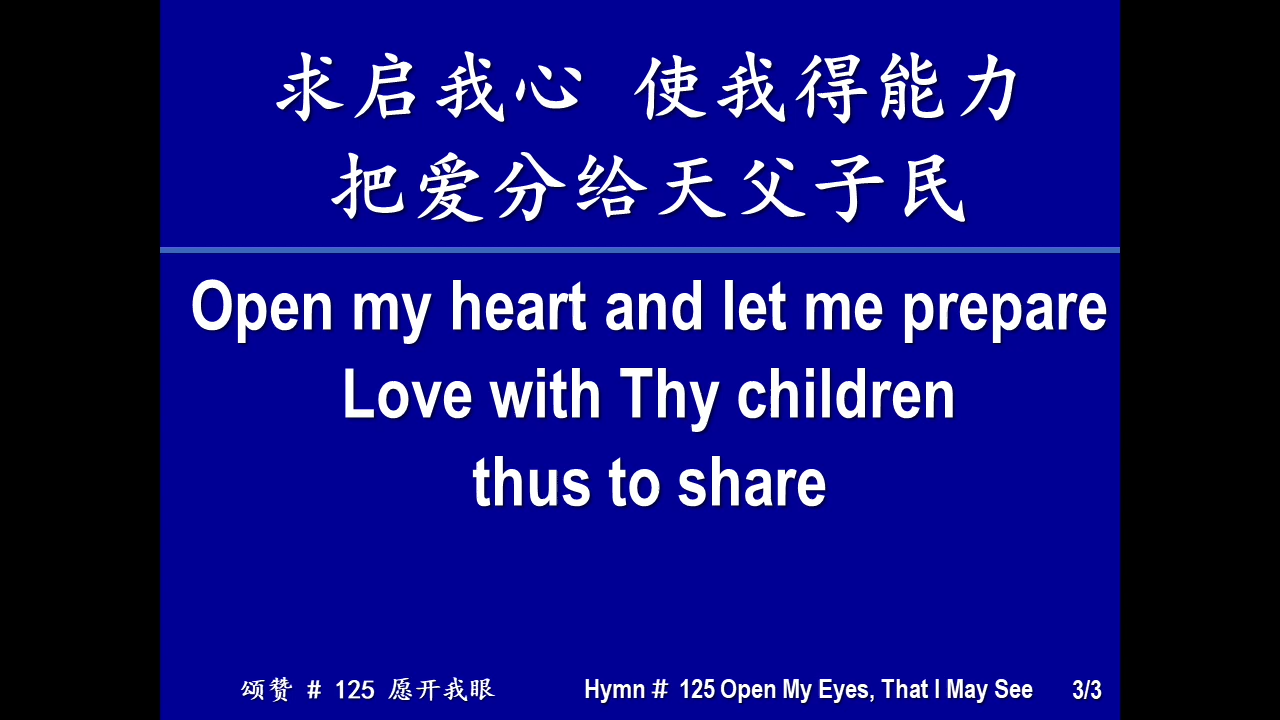 求启我心 使我得能力
把爱分给天父子民
Open my heart and let me prepare
Love with Thy children
thus to share
颂赞 # 125 愿开我眼 Hymn # 125 Open My Eyes, That I May See 3/3